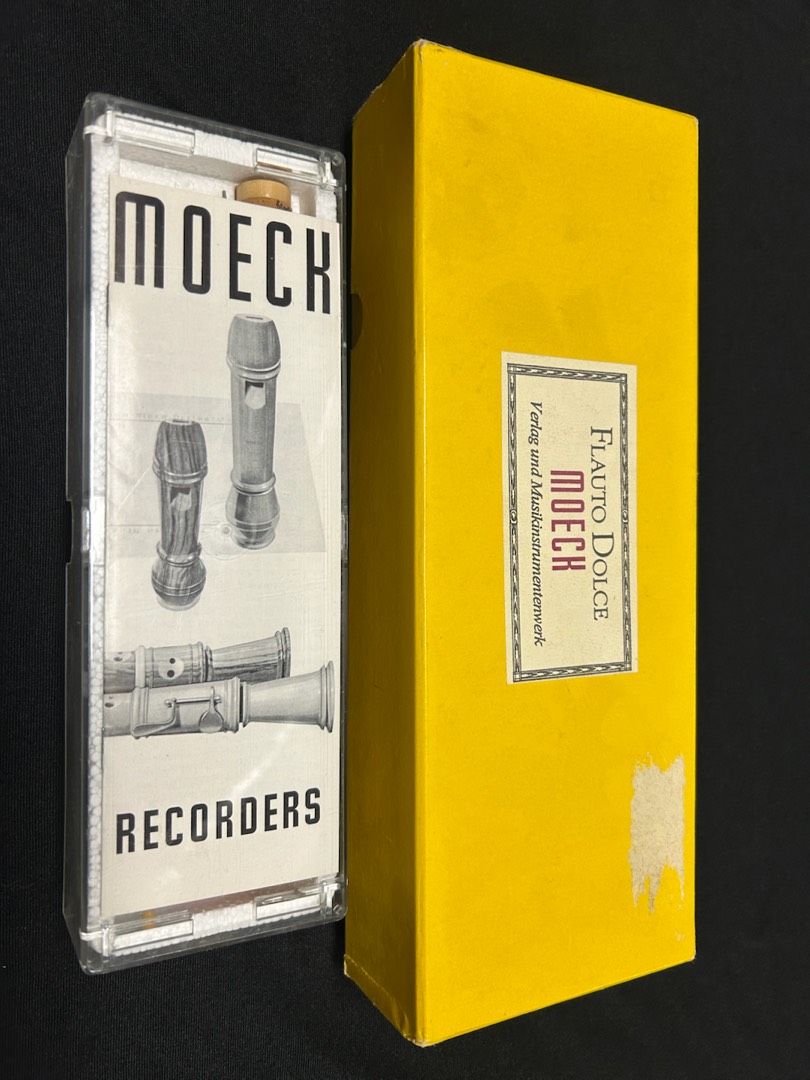 MOECK
RECORDERS
FLAUTO DOLCE
MOECK
Verlag und Musikinstrumentenwerk